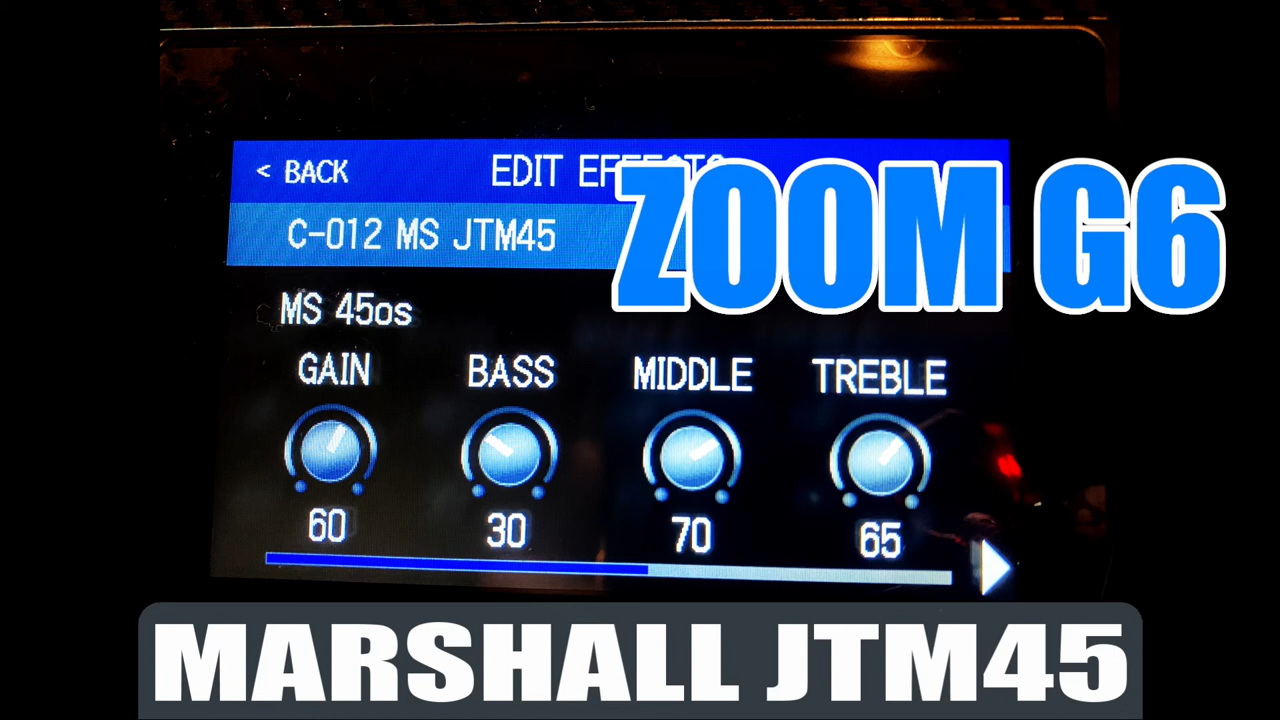 < BACK
EDIT EFFECTS
ZOOM G6
C-012 MS JTM45
MS 45os
GAIN BASS MIDDLE TREBLE
60 30 70 65
MARSHALL JTM45